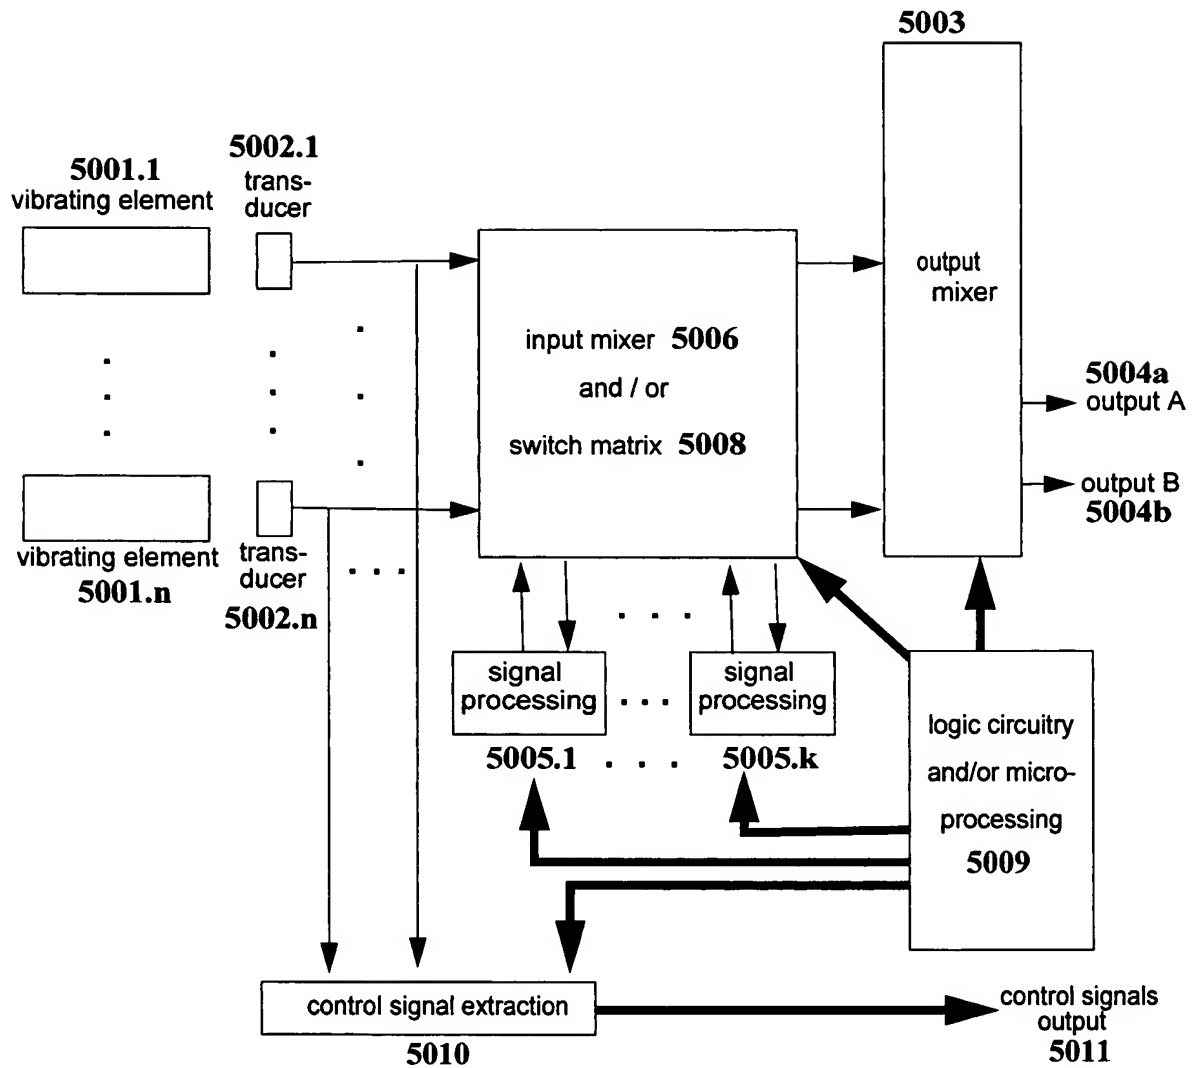 5003
5002.1
5001.1
trans-
vibrating element
ducer
output
mixer
input mixer 5006
and / or
5004a
output A
switch matrix 5008
output B
5004b
vibrating element
5001.n
trans-
ducer
5002.n
signal
processing
signal
processing
5005.1
5005.k
logic circuitry
and/or micro-
processing
5009
control signal extraction
5010
control signals
output
5011